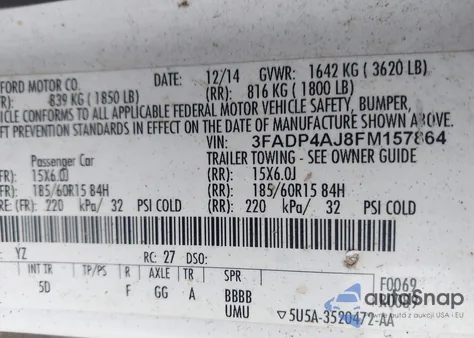 FORD MOTOR CO. DATE: 12/14 GVWR: 1642 KG ( 3620 LB)
FR): 839 KG ( 1850 LB) (RR): 816 KG ( 1800 LB)
CONFORMS TO ALL APPLICABLE FEDERAL MOTOR VEHICLE SAFETY, BUMPER,
FT PREVENTION STANDARDS IN EFFECT ON THE DATE OF MANUFACTURE SHOWN ABOVE.
VIN: 3FADP4AJ8FM157864
Passenger Car TRAILER TOWING - SEE OWNER GUIDE
FR): 15X6.0J (RR): 15X6.0J
FR): 185/60R15 84H (RR): 185/60R15 84H
RE: (FR): 220 kPa/ 32 PSI COLD (RR): 220 kPa/ 32 PSI COLD
YZ RC: 27 DSO:
INT TR TP/PS R AXLE TR SPR F0069
5D F GG A BBBB
UMU ▽5U5A-3520472-AA
autoSnap